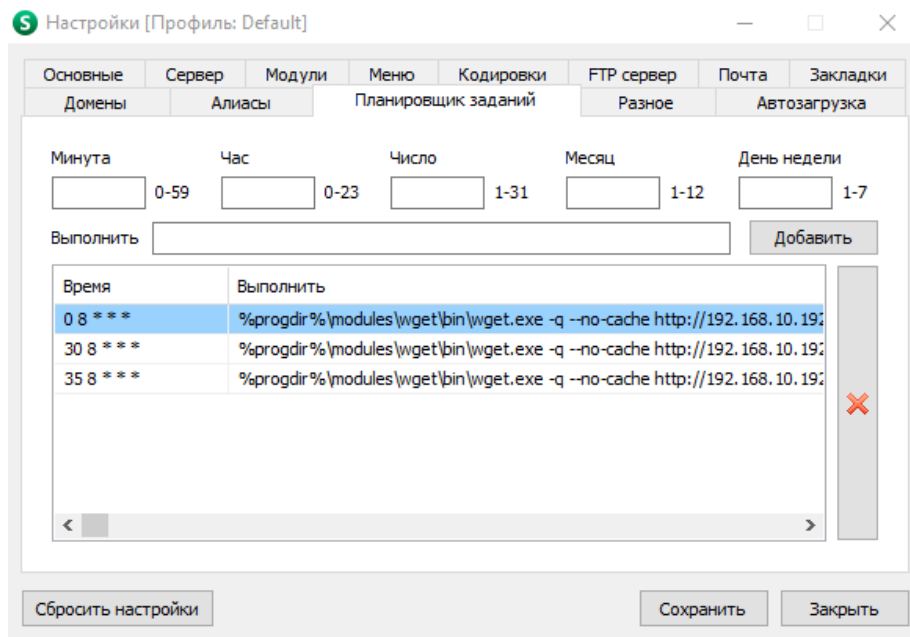 S Настройки [Профиль: Default]
Основные Сервер Модули Меню Кодировки FTP сервер Почта Закладки
Домены Алиасы Планировщик заданий Разное Автозагрузка
Минута Час Число Месяц День недели
0-59 0-23 1-31 1-12 1-7
Выполнить Добавить
Время Выполнить
0 8 * * * %progdir%\modules\wget\bin\wget.exe -q --no-cache http://192.168.10.192
30 8 * * * %progdir%\modules\wget\bin\wget.exe -q --no-cache http://192.168.10.192
35 8 * * * %progdir%\modules\wget\bin\wget.exe -q --no-cache http://192.168.10.192
Сбросить настройки Сохранить Закрыть